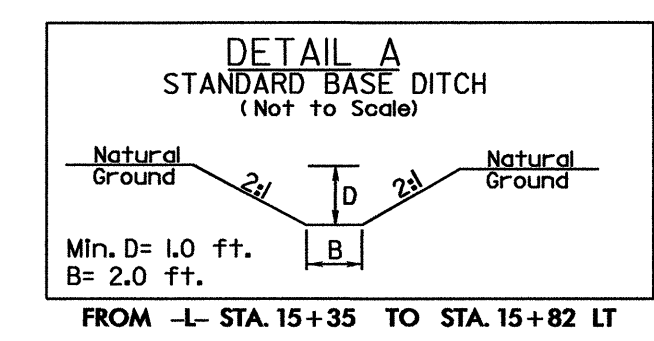 DETAIL A
STANDARD BASE DITCH
(Not to Scale)
Natural
Ground
2:1
D
2:1
Natural
Ground
B
Min. D= 1.0 ft.
B= 2.0 ft.
FROM -L- STA. 15+35 TO STA. 15+82 LT